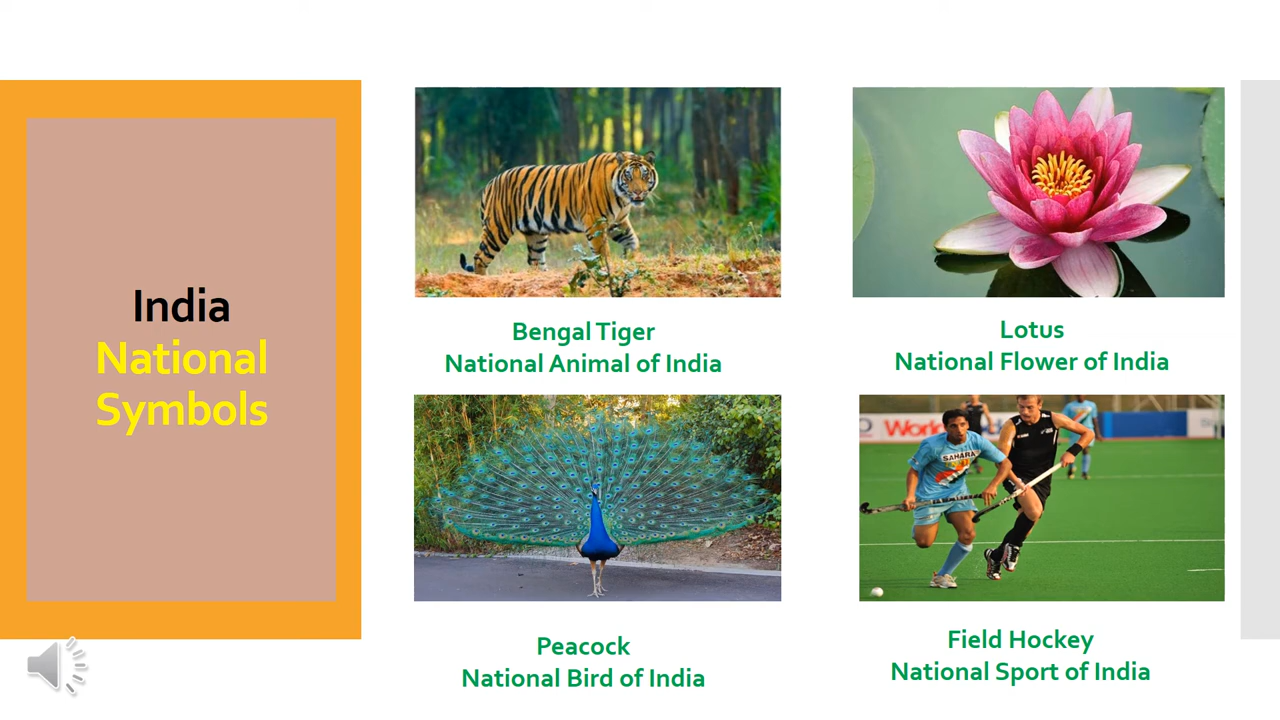 India
National
Symbols
Bengal Tiger
National Animal of India
Lotus
National Flower of India
Peacock
National Bird of India
SAHARA
World
Field Hockey
National Sport of India